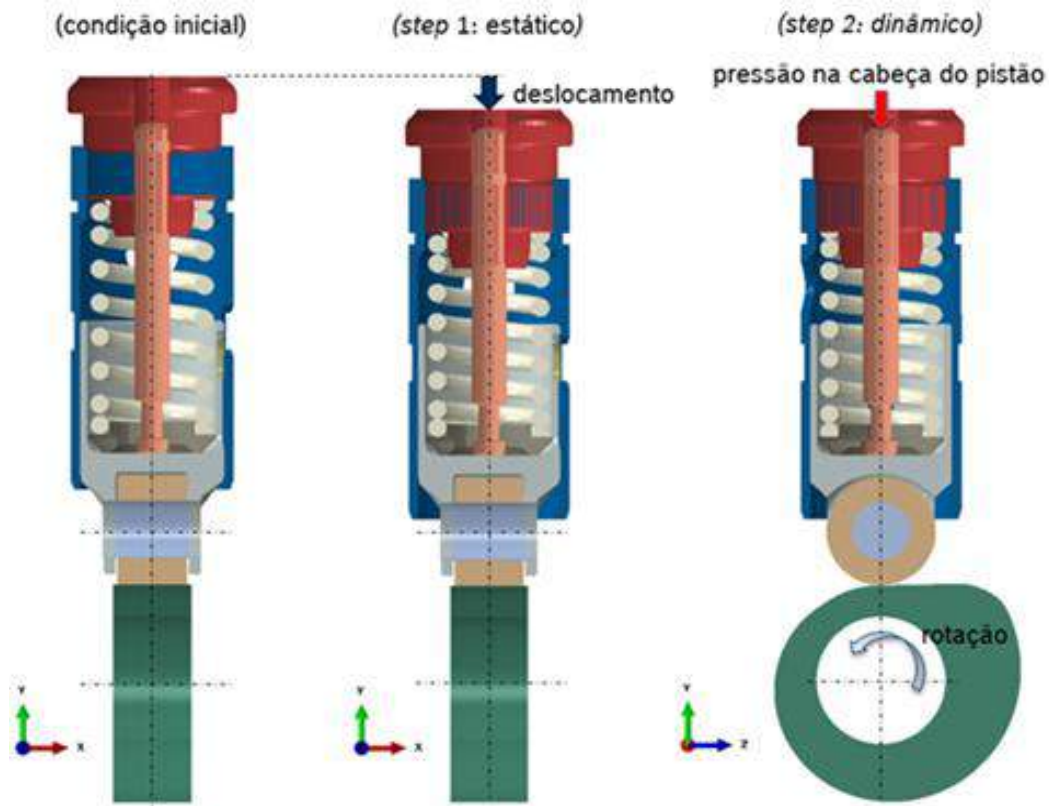 (condição inicial)
(step 1: estático)
(step 2: dinâmico)
deslocamento
pressão na cabeça do pistão
rotação
Y
X
Y
X
Y
Z